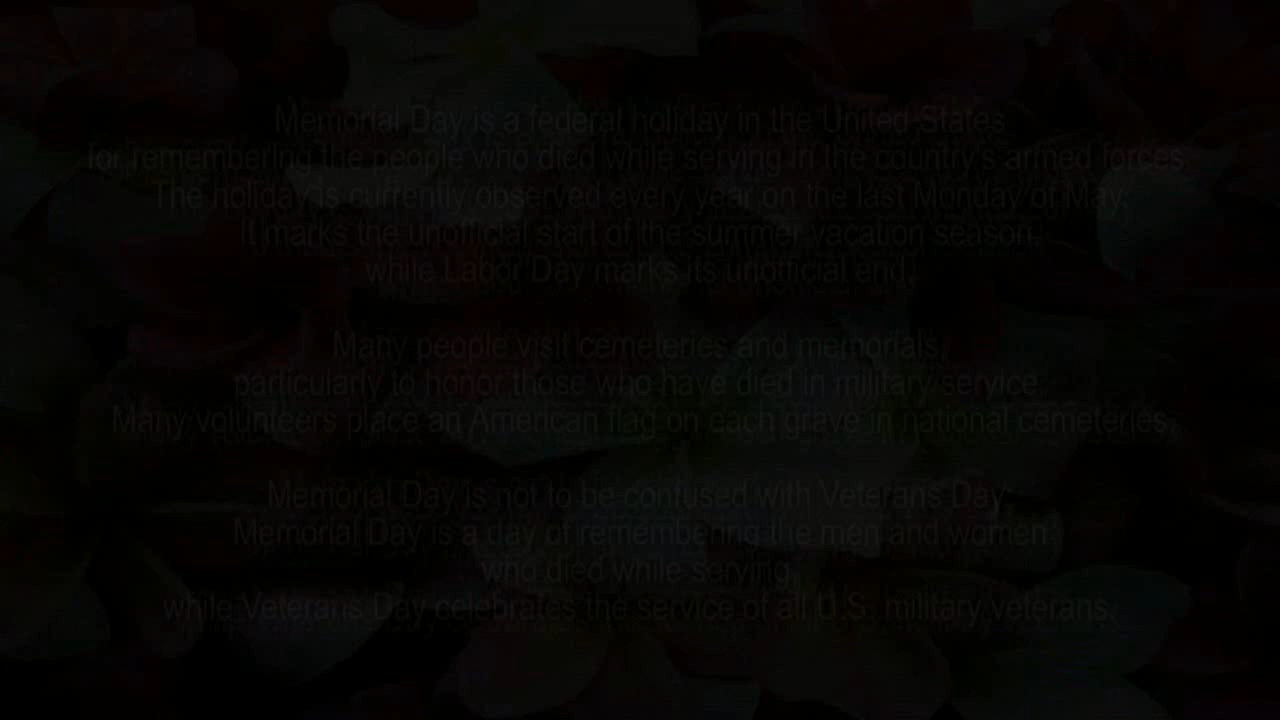 Memorial Day is a federal holiday in the United States
for remembering the people who died while serving in the country's armed forces.
The holiday is currently observed every year on the last Monday of May.
It marks the unofficial start of the summer vacation season,
while Labor Day marks its unofficial end.
Many people visit cemeteries and memorials,
particularly to honor those who have died in military service.
Many volunteers place an American flag on each grave in national cemeteries.
Memorial Day is not to be confused with Veterans Day.
Memorial Day is a day of remembering the men and women
who died while serving,
while Veterans Day celebrates the service of all U.S. military veterans.